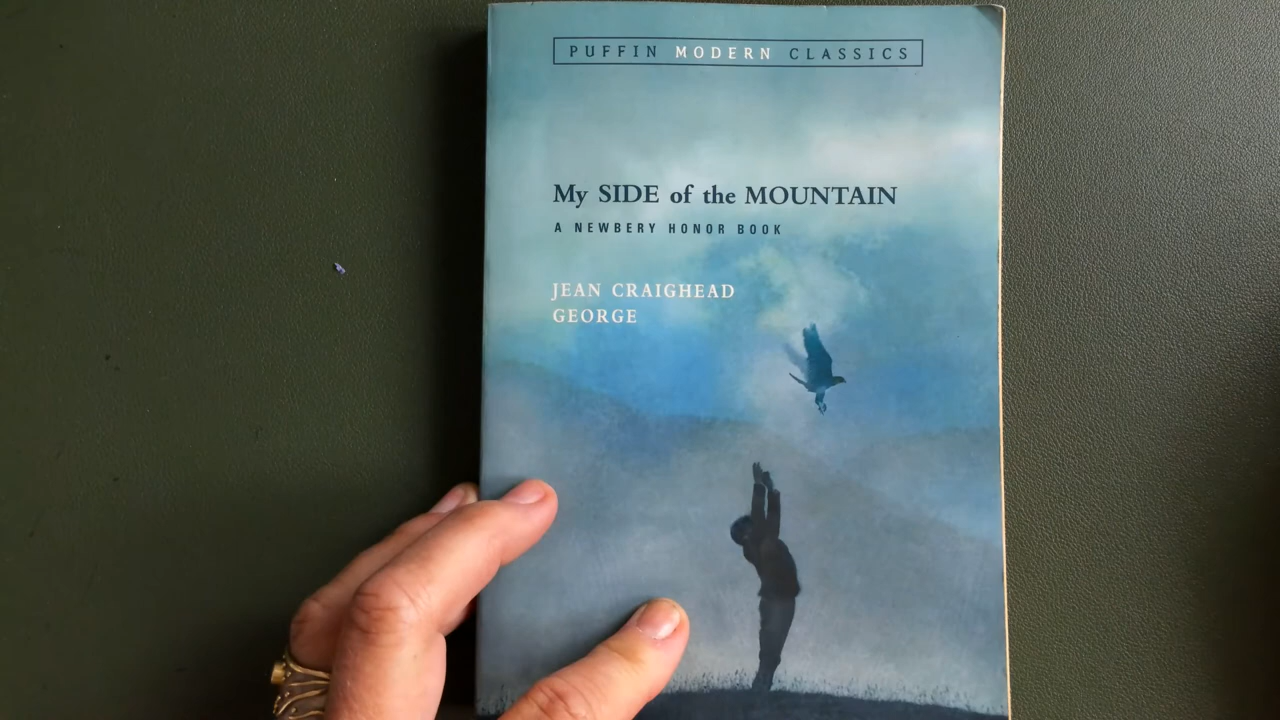 PUFFIN MODERN CLASSICS
My SIDE of the MOUNTAIN
A NEWBERY HONOR BOOK
JEAN CRAIGHEAD
GEORGE